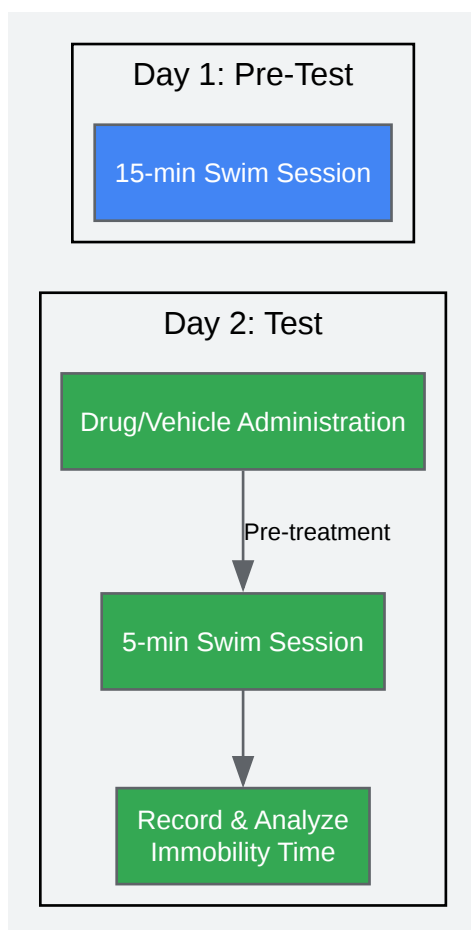 Day 1: Pre-Test
15-min Swim Session
Day 2: Test
Drug/Vehicle Administration
Pre-treatment
5-min Swim Session
Record & Analyze
Immobility Time